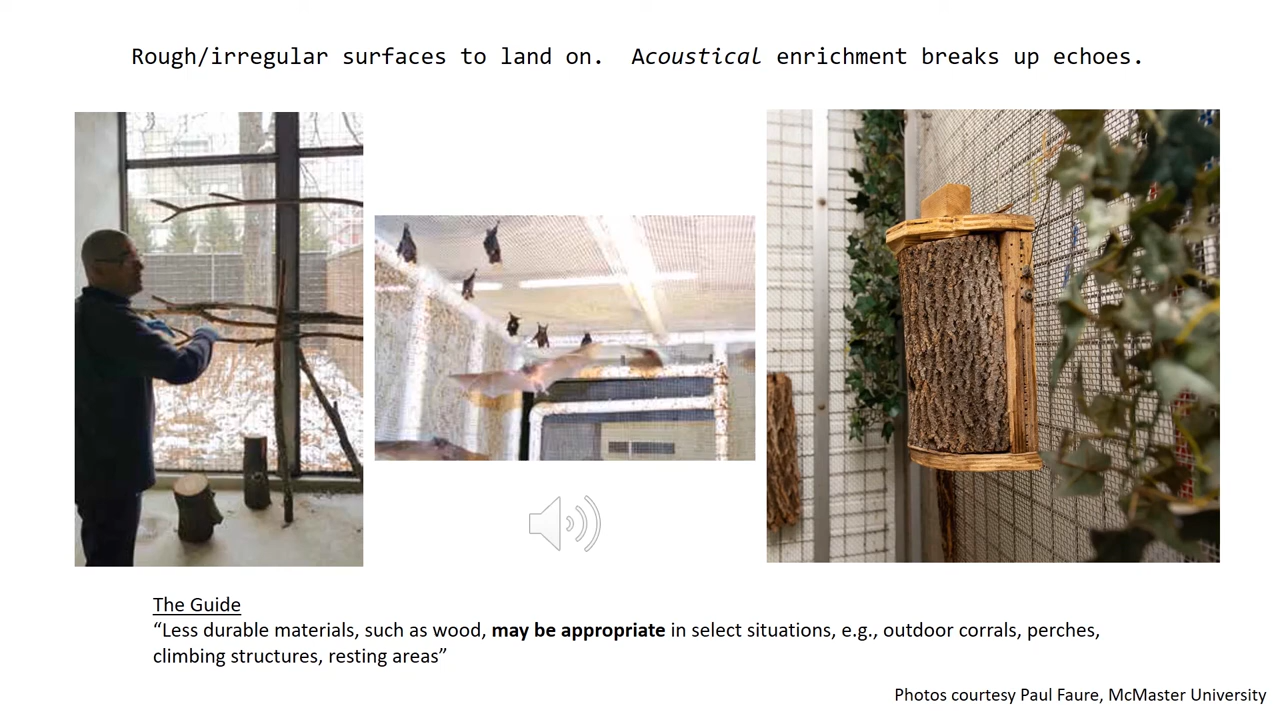 Rough/irregular surfaces to land on.  Acoustical enrichment breaks up echoes.
The Guide
“Less durable materials, such as wood, may be appropriate in select situations, e.g., outdoor corrals, perches,
climbing structures, resting areas”
Photos courtesy Paul Faure, McMaster University